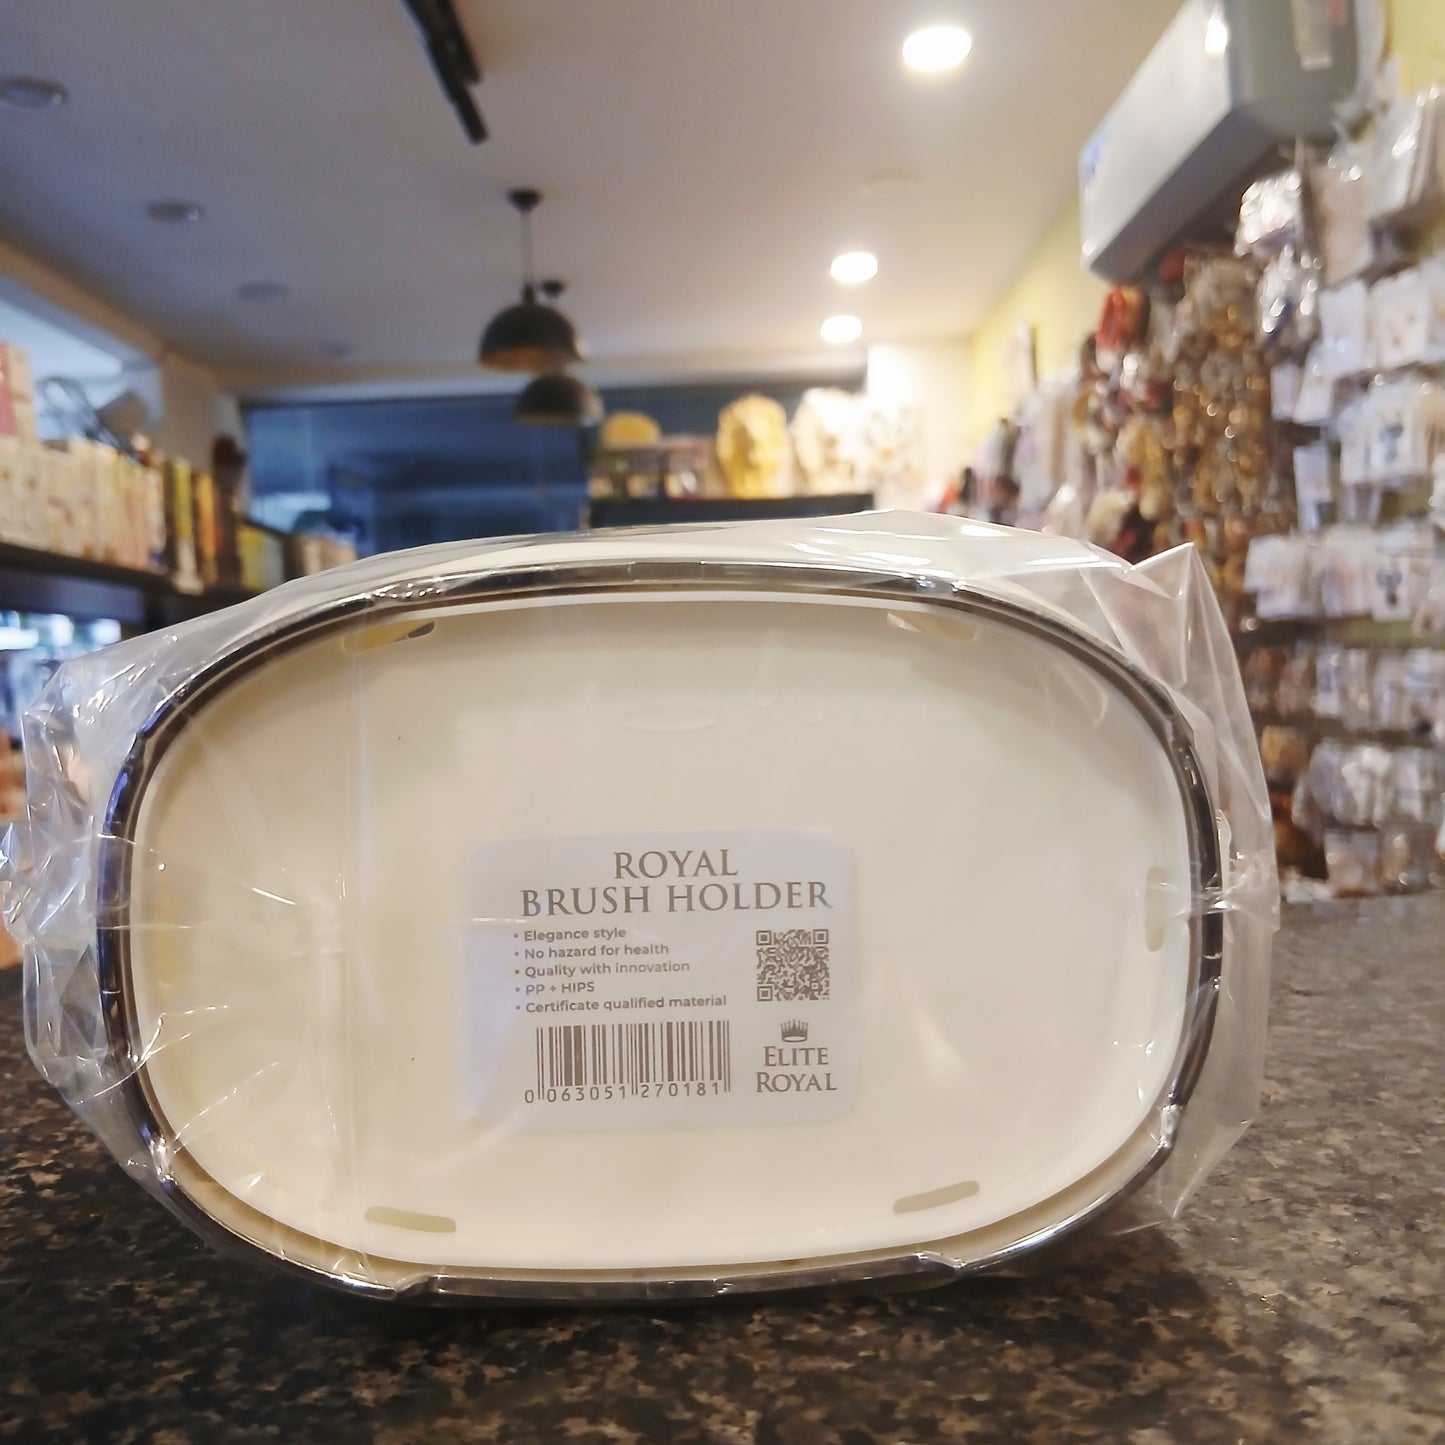 ROYAL
BRUSH HOLDER
• Elegance style
• No hazard for health
• Quality with innovation
• PP + HIPS
• Certificate qualified material
0 063051 270181
ELITE
ROYAL